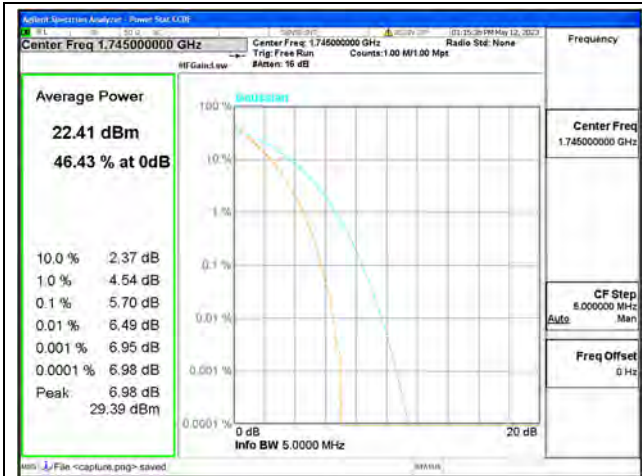 Agilent Spectrum Analyzer - Power Stat CCDF
Center Freq 1.745000000 GHz
Center Freq: 1.745000000 GHz
Trig: Free Run
Counts:1.00 M/1.00 Mpt
#IFGain:Low
#Atten: 16 dB
01:15:36 PM May 12, 2023
Radio Std: None
Frequency
Average Power
22.41 dBm
46.43 % at 0dB
10.0 % 2.37 dB
1.0 % 4.54 dB
0.1 % 5.70 dB
0.01 % 6.49 dB
0.001 % 6.95 dB
0.0001 % 6.98 dB
Peak 6.98 dB
29.39 dBm
Gaussian
100 %
10 %
1 %
0.1 %
0.01 %
0.001 %
0.0001 %
0 dB
20 dB
Info BW 5.0000 MHz
Center Freq
1.745000000 GHz
CF Step
5.000000 MHz
Auto Man
Freq Offset
0 Hz
MSG File <capture.png> saved
STATUS